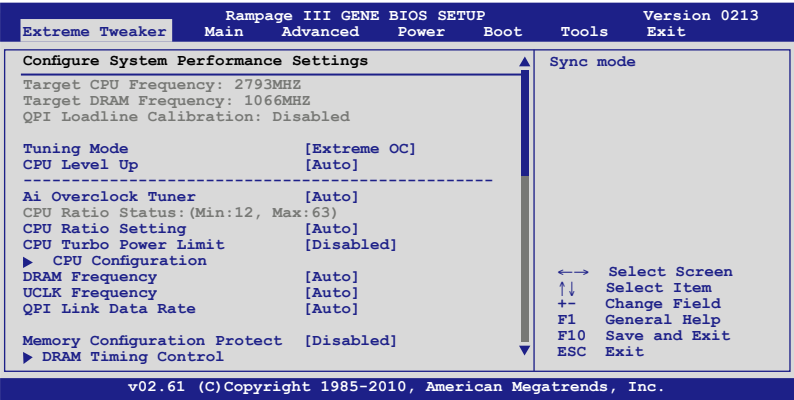 Rampage III GENE BIOS SETUP Version 0213
Extreme Tweaker Main Advanced Power Boot Tools Exit
Configure System Performance Settings
Target CPU Frequency: 2793MHZ
Target DRAM Frequency: 1066MHZ
QPI Loadline Calibration: Disabled
Tuning Mode [Extreme OC]
CPU Level Up [Auto]
Ai Overclock Tuner [Auto]
CPU Ratio Status:(Min:12, Max:63)
CPU Ratio Setting [Auto]
CPU Turbo Power Limit [Disabled]
CPU Configuration
DRAM Frequency [Auto]
UCLK Frequency [Auto]
QPI Link Data Rate [Auto]
Memory Configuration Protect [Disabled]
DRAM Timing Control
Sync mode
←→ Select Screen
↑↓ Select Item
+- Change Field
F1 General Help
F10 Save and Exit
ESC Exit
v02.61 (C)Copyright 1985-2010, American Megatrends, Inc.